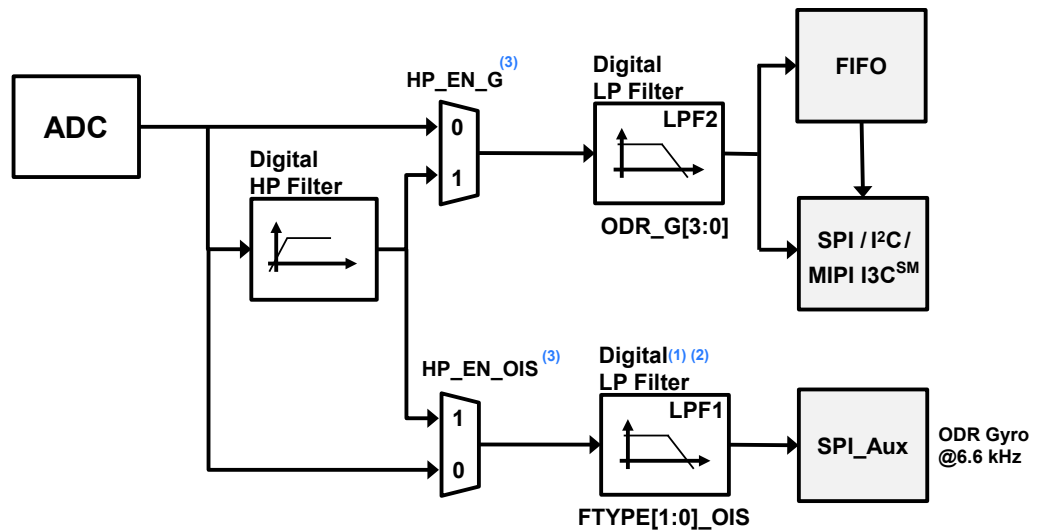 ADC
HP_EN_G (3)
0
1
Digital
HP Filter
Digital
LP Filter
LPF2
ODR_G[3:0]
FIFO
SPI / I²C/
MIPI I3C^SM
HP_EN_OIS (3)
1
0
Digital(1) (2)
LP Filter
LPF1
FTYPE[1:0]_OIS
SPI_Aux
ODR Gyro
@6.6 kHz